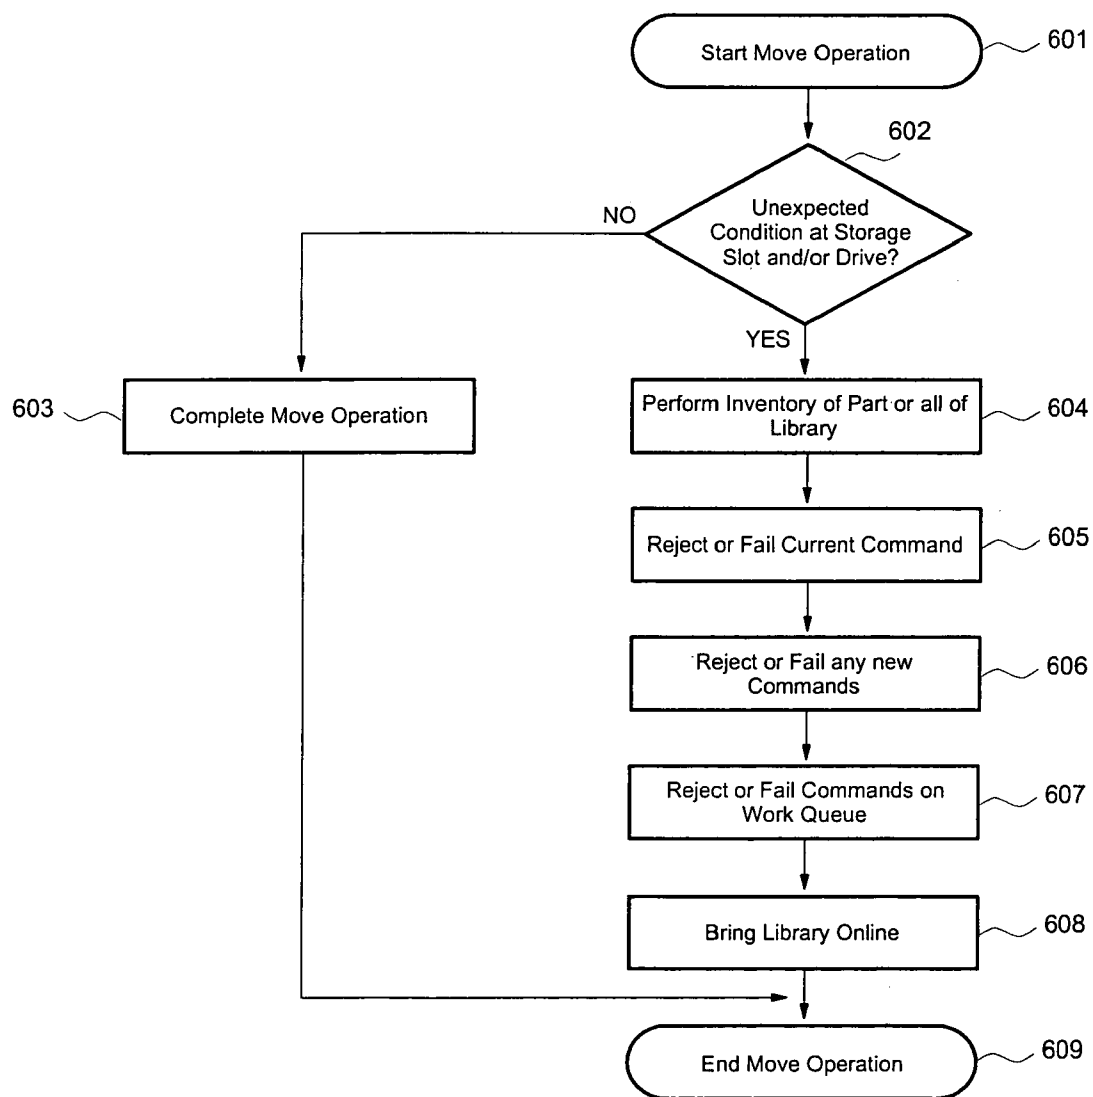 Start Move Operation
601
602
Unexpected
Condition at Storage
Slot and/or Drive?
NO
YES
603
Complete Move Operation
Perform Inventory of Part or all of
Library
604
Reject or Fail Current Command
605
Reject or Fail any new
Commands
606
Reject or Fail Commands on
Work Queue
607
Bring Library Online
608
End Move Operation
609